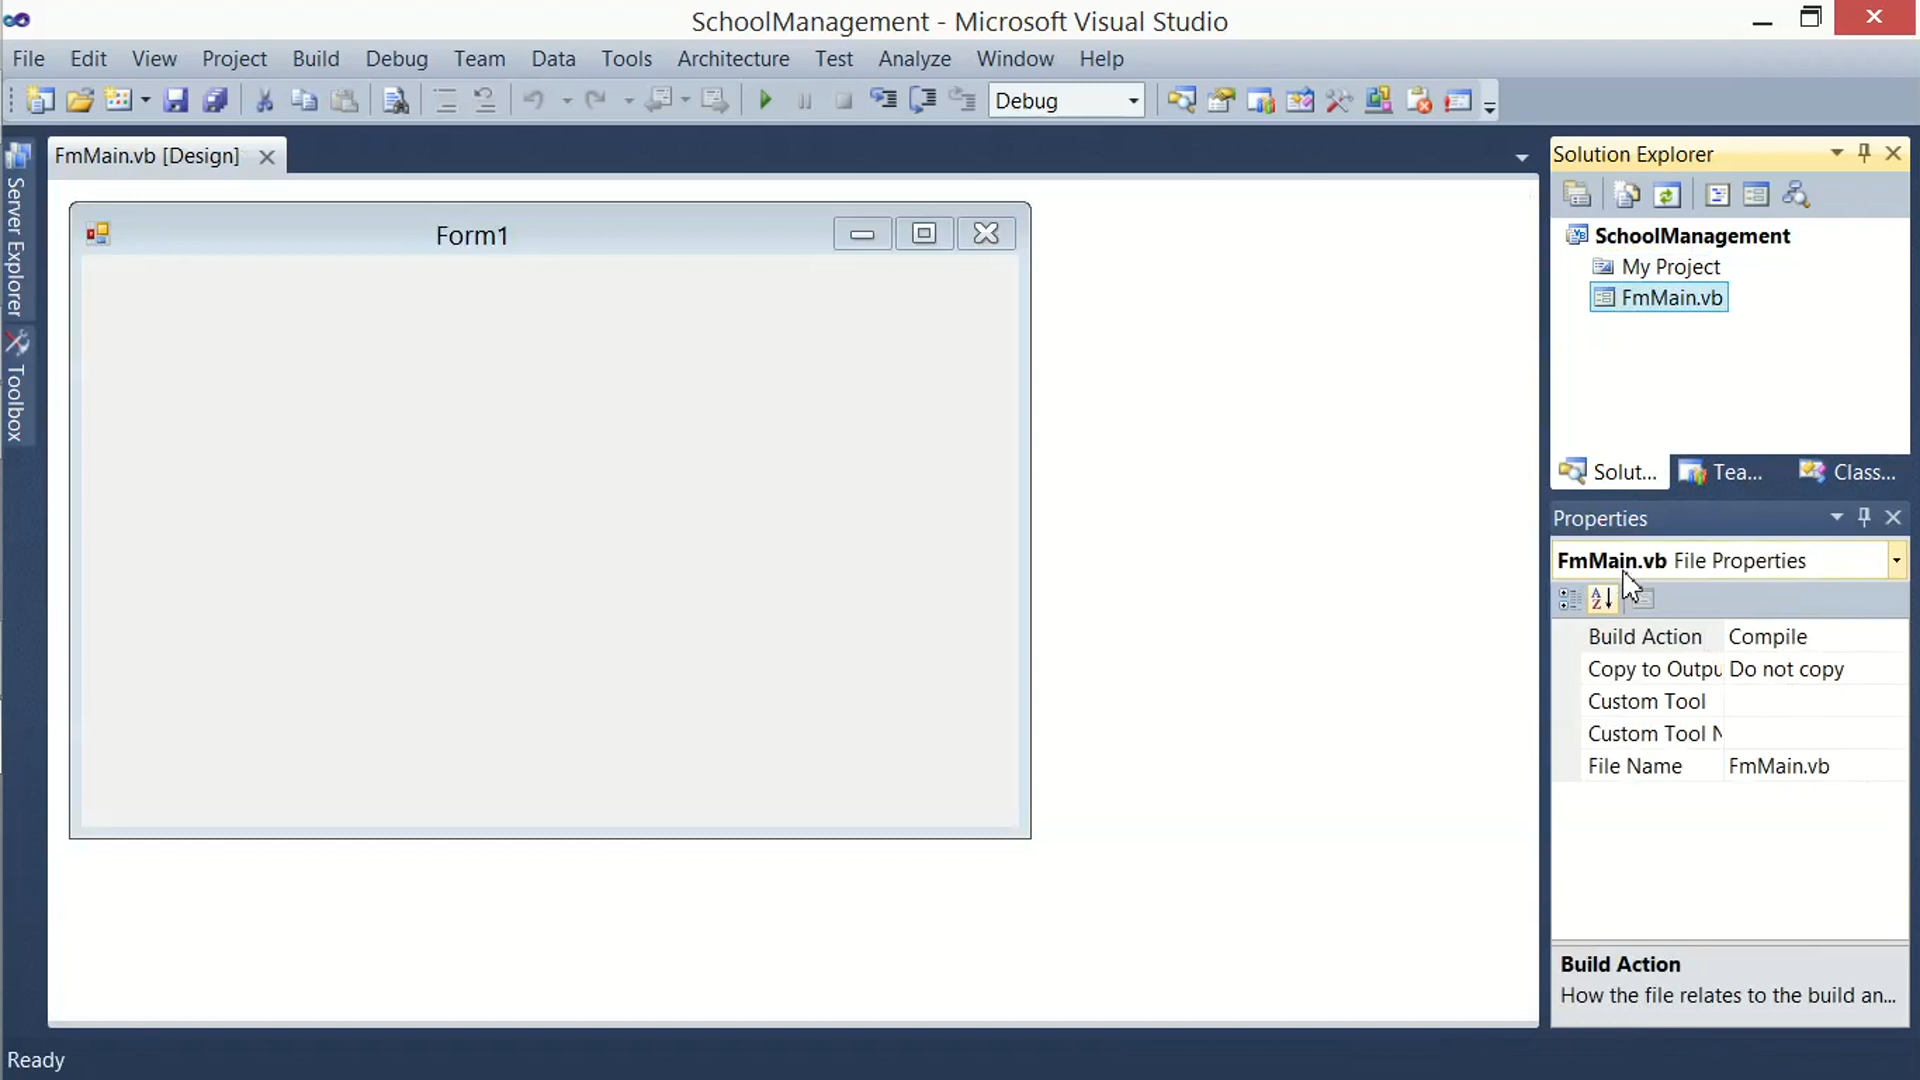 SchoolManagement - Microsoft Visual Studio
File Edit View Project Build Debug Team Data Tools Architecture Test Analyze Window Help
Debug
Server Explorer
Toolbox
FmMain.vb [Design]
Form1
Solution Explorer
SchoolManagement
My Project
FmMain.vb
Solut... Tea... Class...
Properties
FmMain.vb File Properties
Build Action Compile
Copy to Outpu Do not copy
Custom Tool
Custom Tool N
File Name FmMain.vb
Build Action
How the file relates to the build an...
Ready